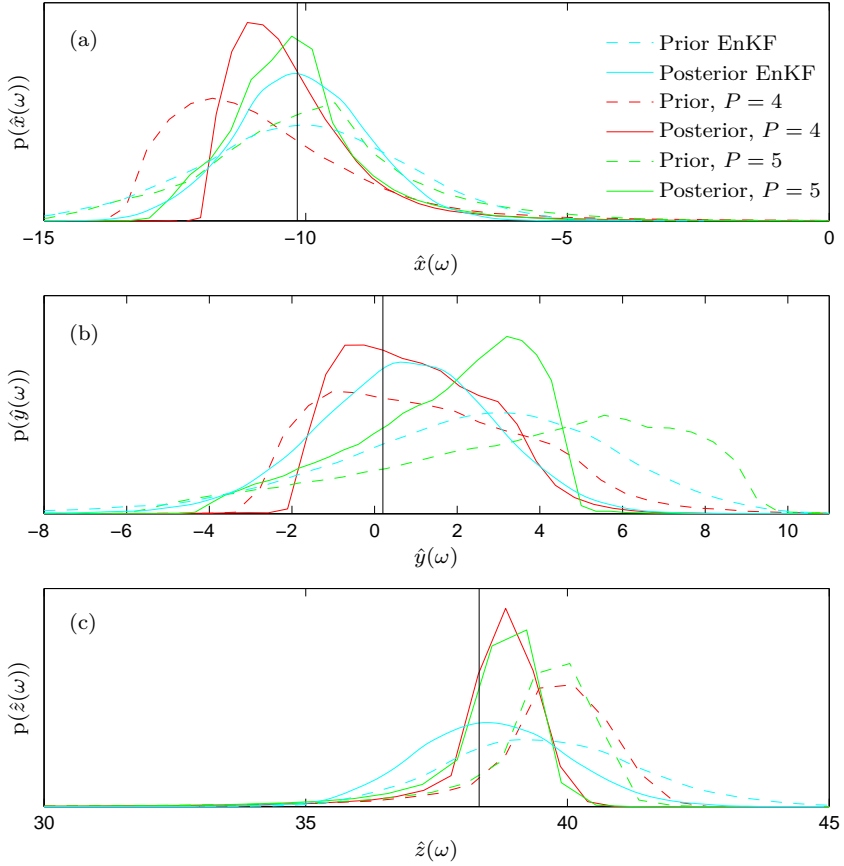 (a)
p(x̂(ω))
Prior EnKF
Posterior EnKF
Prior, P = 4
Posterior, P = 4
Prior, P = 5
Posterior, P = 5
−15 −10 −5 0
x̂(ω)
(b)
p(ŷ(ω))
−8 −6 −4 −2 0 2 4 6 8 10
ŷ(ω)
(c)
p(ẑ(ω))
30 35 40 45
ẑ(ω)